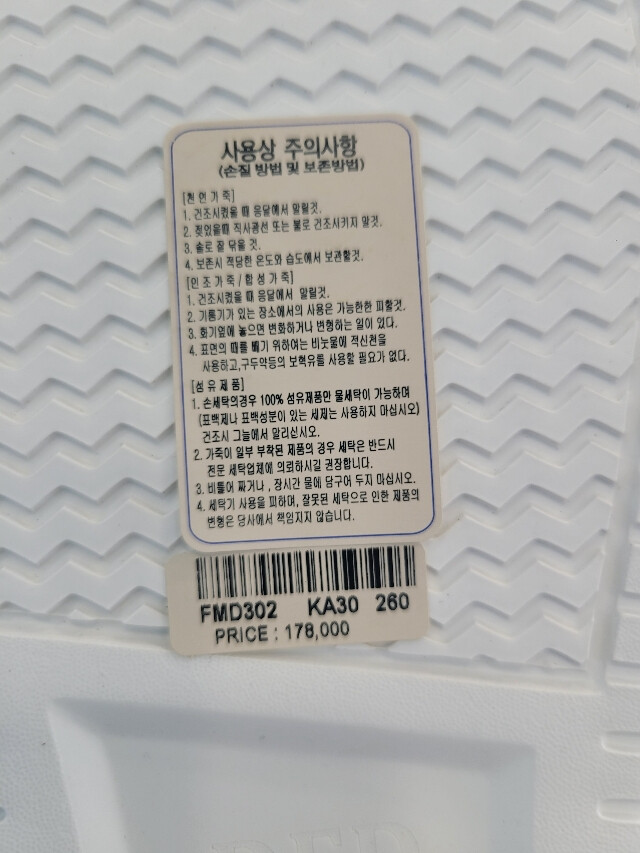 사용상 주의사항
(손질 방법 및 보존방법)
[천 연 가 죽]
1. 건조시켰을 때 응달에서 말릴것.
2. 젖었을때 직사광선 또는 불로 건조시키지 말것.
3. 솔로 잘 닦을 것.
4. 보존시 적당한 온도와 습도에서 보관할것.
[인 조 가 죽 / 합 성 가 죽]
1. 건조시켰을 때 응달에서 말릴것.
2. 기름기가 있는 장소에서의 사용은 가능한한 피할것.
3. 화기옆에 놓으면 변화하거나 변형하는 일이 있다.
4. 표면의 때를 빼기 위하여는 비눗물에 적신천을
사용하고,구두약등의 보혁유를 사용할 필요가 없다.
[섬 유 제 품]
1. 손세탁의경우 100% 섬유제품만 물세탁이 가능하며
(표백제나 표백성분이 있는 세제는 사용하지 마십시오)
건조시 그늘에서 말리십시오.
2. 가죽이 일부 부착된 제품의 경우 세탁은 반드시
전문 세탁업체에 의뢰하시길 권장합니다.
3. 비틀어 짜거나 , 장시간 물에 담구어 두지 마십시오.
4. 세탁기 사용을 피하며, 잘못된 세탁으로 인한 제품의
변형은 당사에서 책임지지 않습니다.
FMD302 KA30 260
PRICE : 178,000